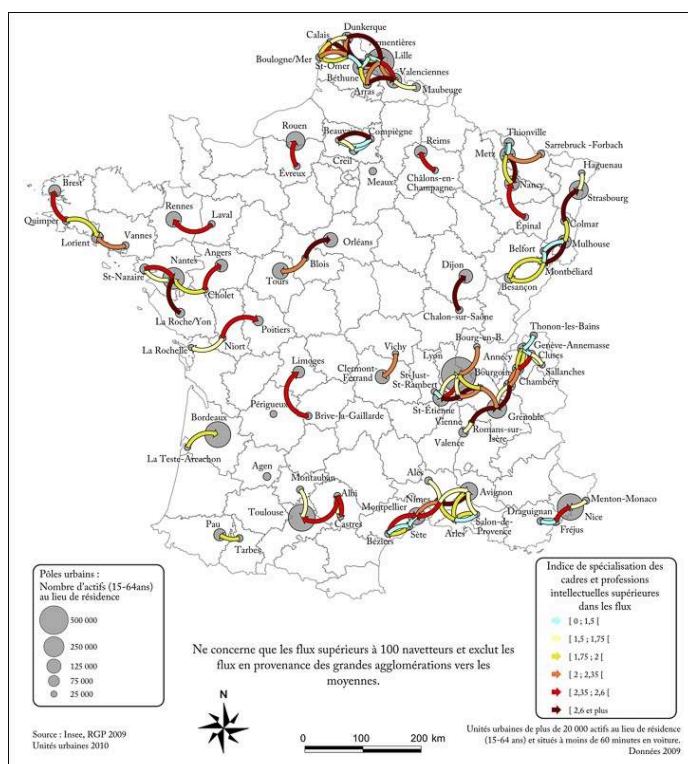 Dunkerque
Calais
Armentières
Boulogne/Mer
Lille
St-Omer
Béthune
Valenciennes
Arras
Maubeuge
Rouen
Beauvais
Compiègne
Reims
Thionville
Sarrebruck -Forbach
Metz
Creil
Évreux
Meaux
Châlons-en-
Champagne
Nancy
Haguenau
Strasbourg
Brest
Rennes
Laval
Épinal
Colmar
Quimper
Vannes
Lorient
Orléans
Mulhouse
Belfort
Nantes
Angers
Blois
Dijon
Montbéliard
St-Nazaire
Tours
Besançon
Cholet
La Roche/Yon
Chalon-sur-Saône
Poitiers
Thonon-les-Bains
Bourg-en-B.
Genève-Annemasse
La Rochelle
Niort
Vichy
Lyon
Annecy
Cluses
Limoges
Clermont-
Ferrand
St-Just-
St-Rambert
Bourgoin
Sallanches
Chambéry
Périgueux
Brive-la-Gaillarde
St-Étienne
Vienne
Grenoble
Romans-sur-
Isère
Valence
Bordeaux
La Teste-Arcachon
Agen
Montauban
Alès
Avignon
Albi
Nîmes
Montpellier
Menton-Monaco
Toulouse
Draguignan
Nice
Castres
Salon-de-
Provence
Fréjus
Pau
Béziers
Sète
Arles
Tarbes
Pôles urbains :
Nombre d'actifs (15-64ans)
au lieu de résidence
500 000
250 000
125 000
75 000
25 000
Indice de spécialisation des
cadres et professions
intellectuelles supérieures
dans les flux
[ 0 ; 1,5 [
[ 1,5 ; 1,75 [
[ 1,75 ; 2 [
[ 2 ; 2,35 [
[ 2,35 ; 2,6 [
[ 2,6 et plus
Ne concerne que les flux supérieurs à 100 navetteurs et exclut les
flux en provenance des grandes agglomérations vers les
moyennes.
N
Source : Insee, RGP 2009
Unités urbaines 2010
0 100 200 km
Unités urbaines de plus de 20 000 actifs au lieu de résidence
(15-64 ans) et situés à moins de 60 minutes en voiture.
Données 2009